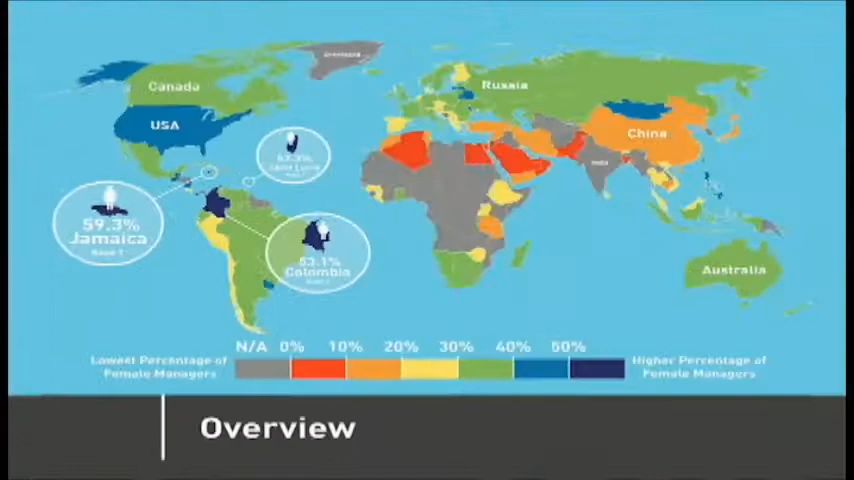 Greenland
Canada
Russia
USA
China
India
59.3%
Jamaica
53.1%
Colombia
Australia
N/A 0% 10% 20% 30% 40% 50%
Lowest Percentage of
Female Managers
Higher Percentage of
Female Managers
Overview